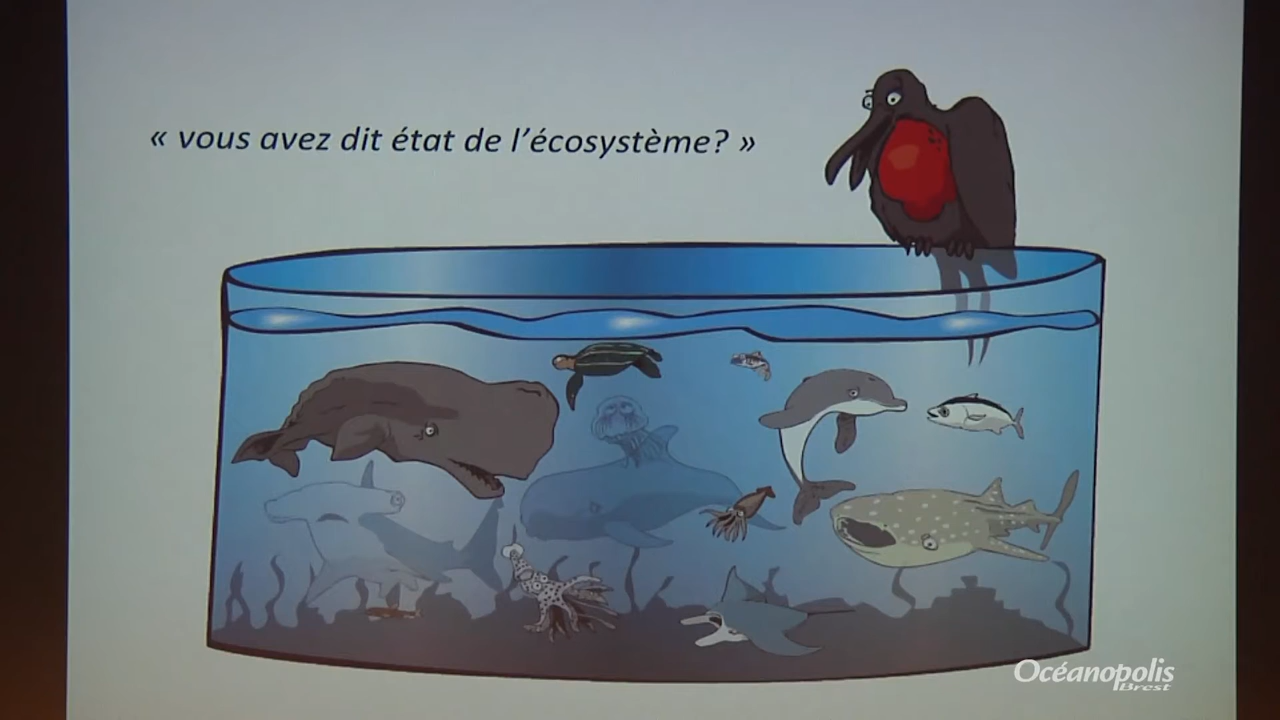 « vous avez dit état de l’écosystème? »
Océanopolis
Brest